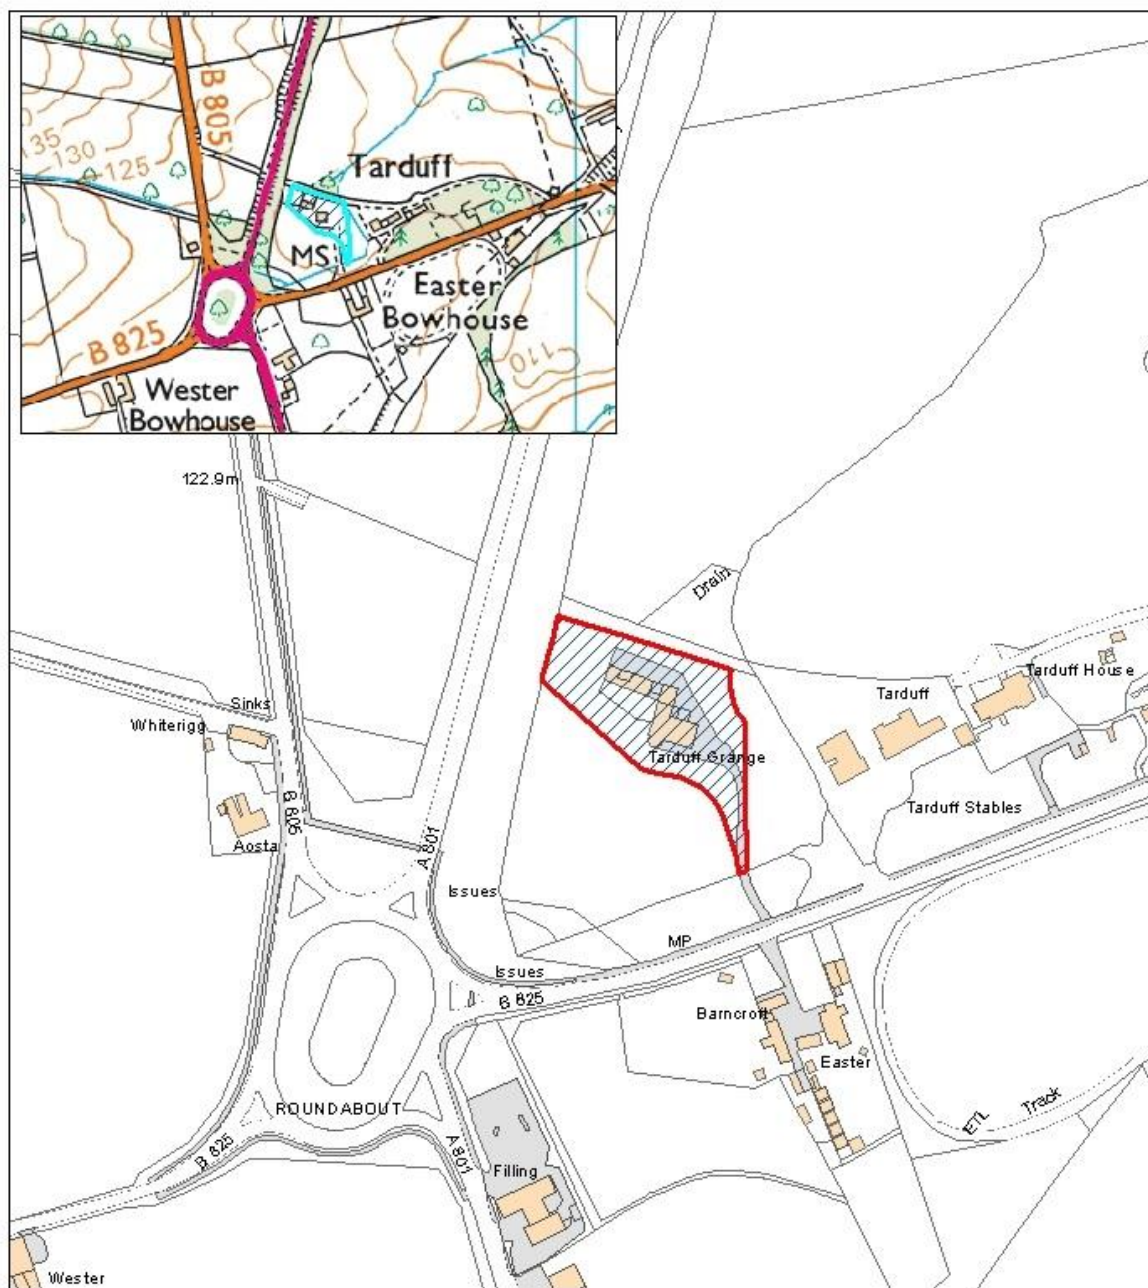 B 805
135
130
125
Tarduff
MS
Easter
Bowhouse
B 825
110
Wester
Bowhouse
122.9m
Drain
Sinks
Whiterigg
Tarduff House
Tarduff
Tarduff Grange
Tarduff Stables
B 805
Aosta
A 801
Issues
MP
Issues
B 825
Barncroft
Easter
ETL
Track
ROUNDABOUT
B 825
A 801
Filling
Wester